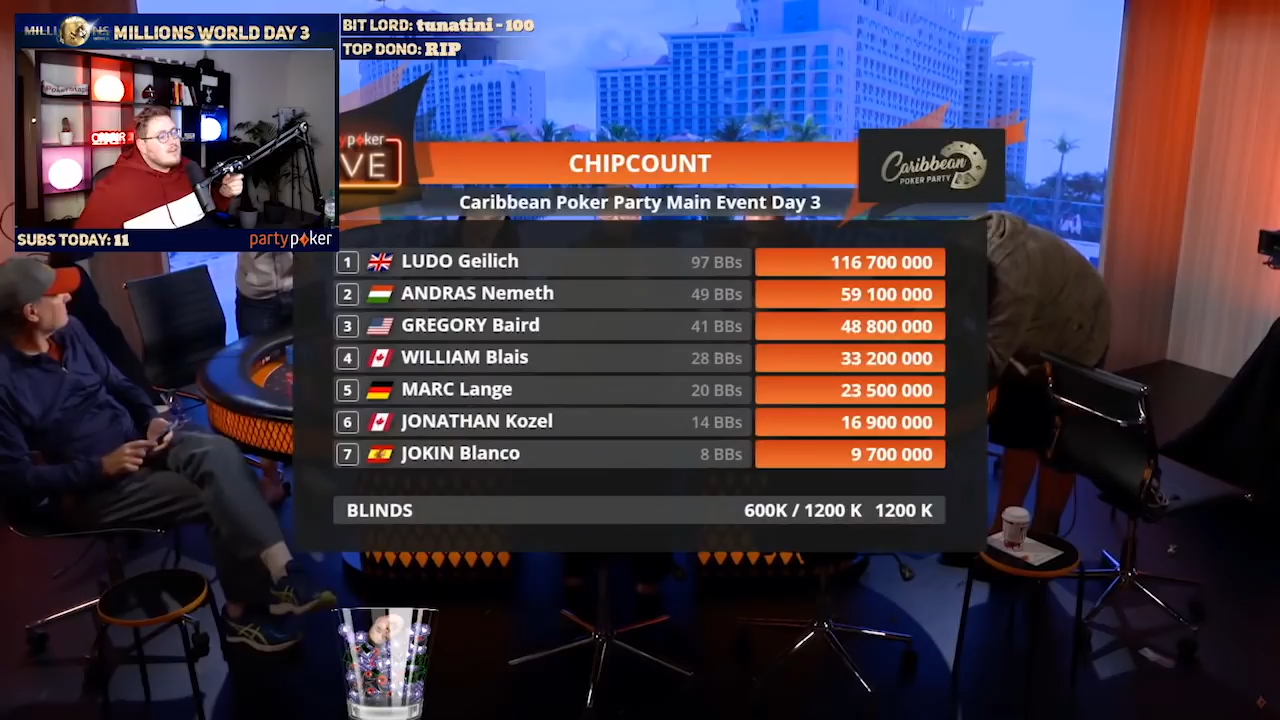 MILLIONS WORLD DAY 3
BIT LORD: tunatini - 100
TOP DONO: RIP
SUBS TODAY: 11
partypoker
poker
VE
CHIPCOUNT
Caribbean
POKER PARTY
Caribbean Poker Party Main Event Day 3
1 LUDO Geilich 97 BBs 116 700 000
2 ANDRAS Nemeth 49 BBs 59 100 000
3 GREGORY Baird 41 BBs 48 800 000
4 WILLIAM Blais 28 BBs 33 200 000
5 MARC Lange 20 BBs 23 500 000
6 JONATHAN Kozel 14 BBs 16 900 000
7 JOKIN Blanco 8 BBs 9 700 000
BLINDS 600K / 1200 K 1200 K